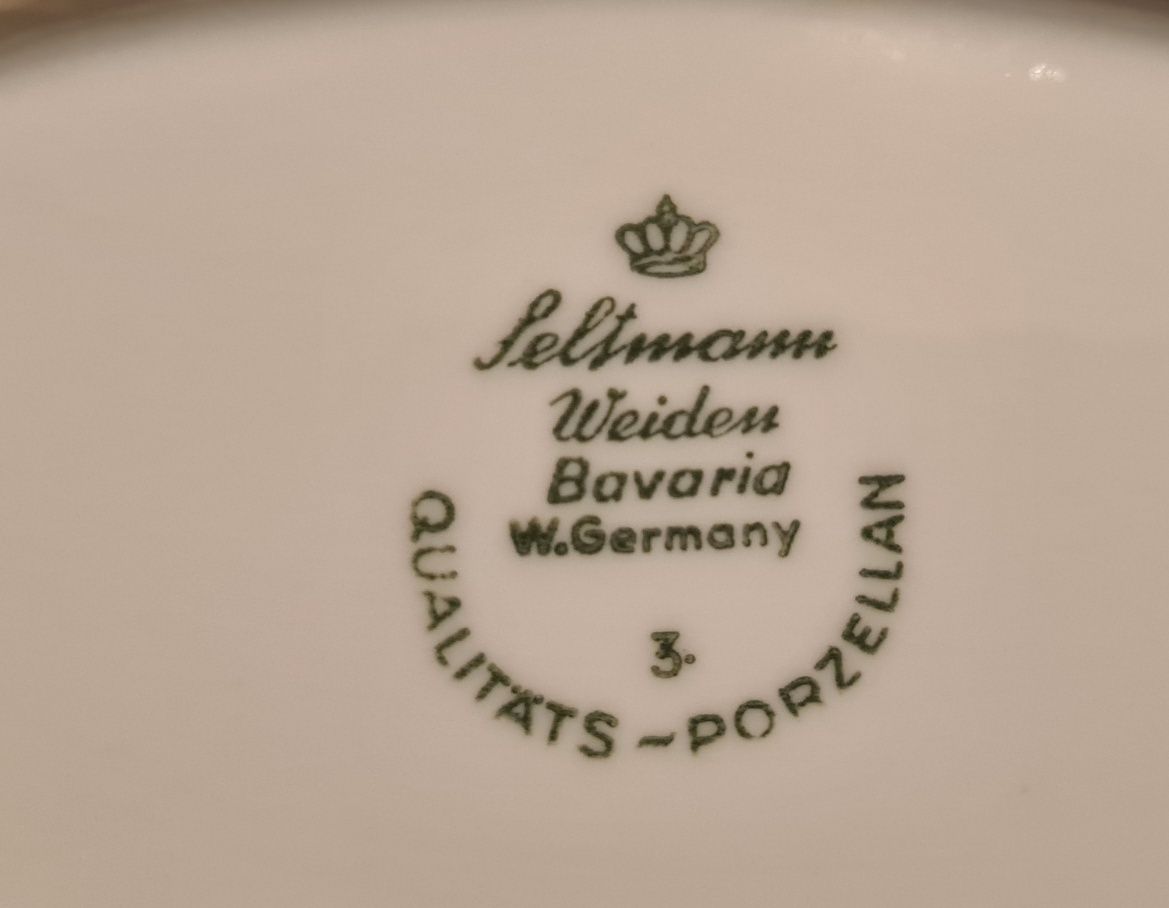 Seltmann
Weiden
Bavaria
W.Germany
3.
QUALITÄTS-PORZELLAN